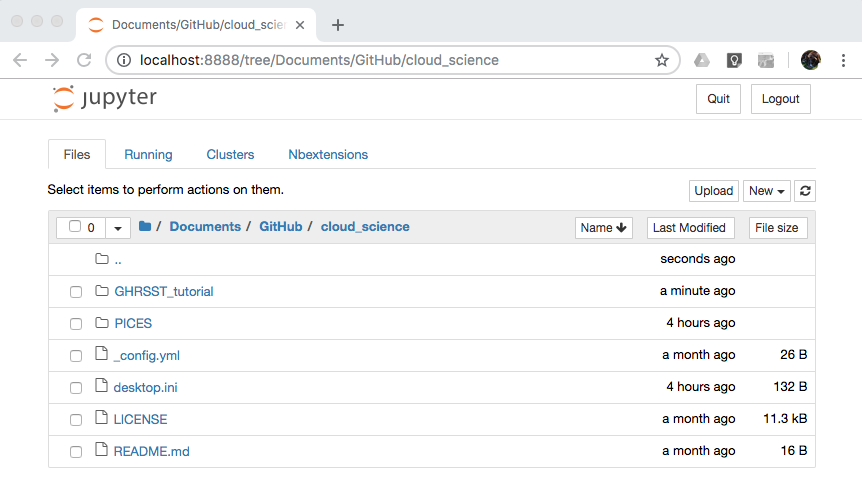 Documents/GitHub/cloud_scie
localhost:8888/tree/Documents/GitHub/cloud_science
jupyter Quit Logout
Files Running Clusters Nbextensions
Select items to perform actions on them. Upload New
0 / Documents / GitHub / cloud_science Name Last Modified File size
.. seconds ago
GHRSST_tutorial a minute ago
PICES 4 hours ago
_config.yml a month ago 26 B
desktop.ini 4 hours ago 132 B
LICENSE a month ago 11.3 kB
README.md a month ago 16 B